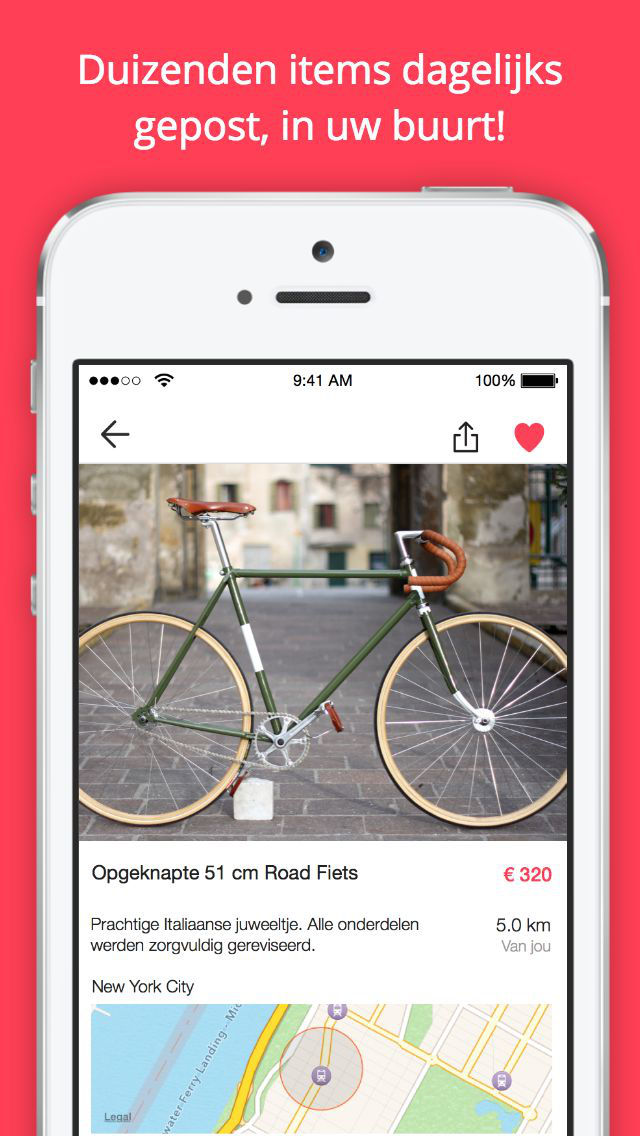 Duizenden items dagelijks
gepost, in uw buurt!
9:41 AM
100%
Opgeknapte 51 cm Road Fiets
€ 320
Prachtige Italiaanse juweeltje. Alle onderdelen
werden zorgvuldig gereviseerd.
5.0 km
Van jou
New York City
water-Ferry Landing - Mid
Legal